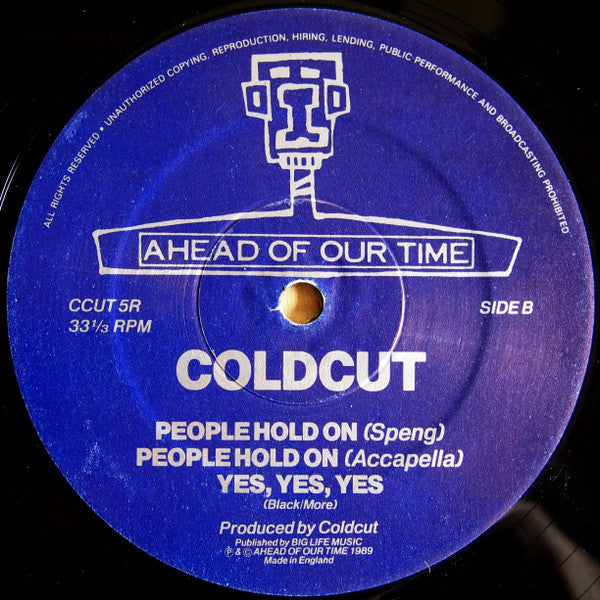 ALL RIGHTS RESERVED • UNAUTHORIZED COPYING, REPRODUCTION, HIRING, LENDING, PUBLIC PERFORMANCE AND BROADCASTING PROHIBITED
AHEAD OF OUR TIME
CCUT 5R
33 1/3 RPM
SIDE B
COLDCUT
PEOPLE HOLD ON (Speng)
PEOPLE HOLD ON (Accapella)
YES, YES, YES
(Black/More)
Produced by Coldcut
Published by BIG LIFE MUSIC
℗ & © AHEAD OF OUR TIME 1989
Made in England